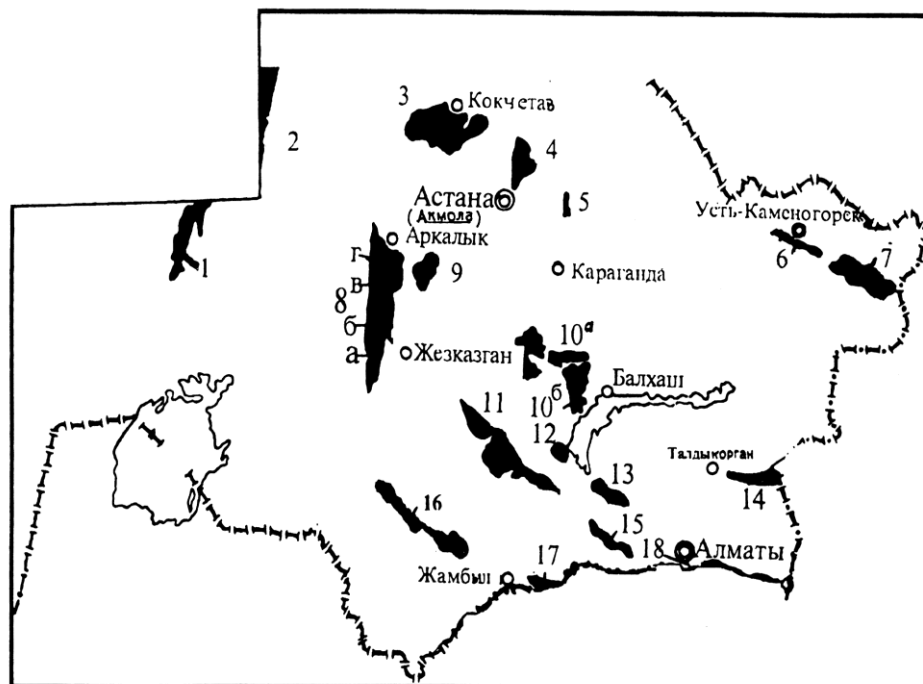 3
Кокчетав
2
4
Астана
(Акмола)
5
Усть-Каменогорск
Аркалык
6
7
1
г
9
Караганда
в
8
б
10а
а
Жезказган
10б
Балхаш
11
12
Талдыкорган
13
14
16
15
18
Алматы
17
Жамбыл